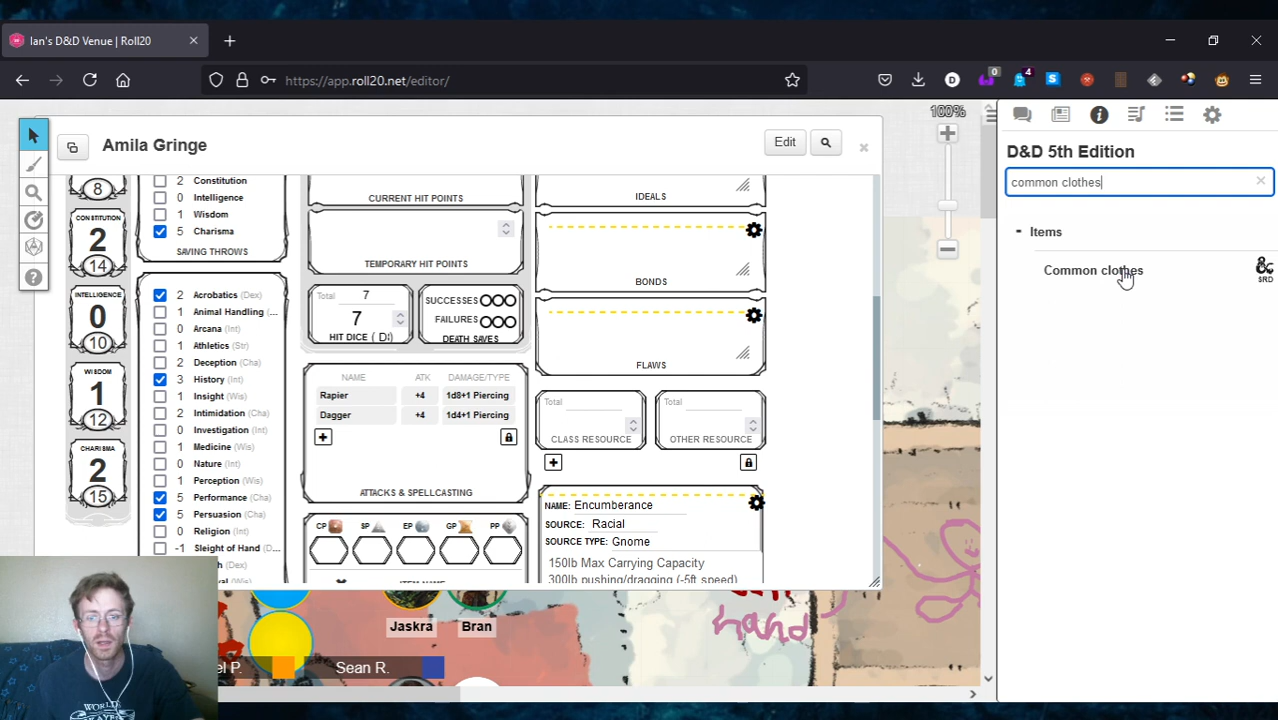 Ian's D&D Venue | Roll20
https://app.roll20.net/editor/
0
4
100%
Amila Gringe
Edit
D&D 5th Edition
common clothes
Items
Common clothes
SRD
8
CONSTITUTION
2
14
INTELLIGENCE
0
10
WISDOM
1
12
CHARISMA
2
15
2 Constitution
0 Intelligence
1 Wisdom
5 Charisma
SAVING THROWS
2 Acrobatics (Dex)
1 Animal Handling (...
0 Arcana (Int)
1 Athletics (Str)
2 Deception (Cha)
3 History (Int)
1 Insight (Wis)
2 Intimidation (Cha)
0 Investigation (Int)
1 Medicine (Wis)
0 Nature (Int)
1 Perception (Wis)
5 Performance (Cha)
5 Persuasion (Cha)
0 Religion (Int)
-1 Sleight of Hand (D...
CURRENT HIT POINTS
TEMPORARY HIT POINTS
Total 7
7
HIT DICE ( D
SUCCESSES
FAILURES
DEATH SAVES
NAME ATK DAMAGE/TYPE
Rapier +4 1d8+1 Piercing
Dagger +4 1d4+1 Piercing
ATTACKS & SPELLCASTING
CP SP EP GP PP
ITEM NAME
IDEALS
BONDS
FLAWS
Total
CLASS RESOURCE
Total
OTHER RESOURCE
NAME: Encumberance
SOURCE: Racial
SOURCE TYPE: Gnome
150lb Max Carrying Capacity
300lb pushing/dragging (-5ft speed)
Jaskra
Bran
hand
P.
Sean R.
WORLD